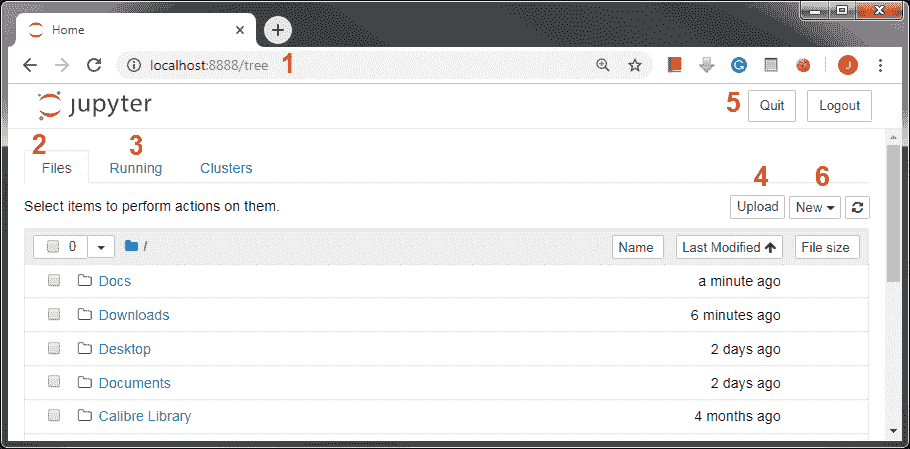 Home
localhost:8888/tree 1
J
jupyter 5 Quit Logout
2 3 4 6
Files Running Clusters
Select items to perform actions on them. Upload New
0 / Name Last Modified File size
Docs a minute ago
Downloads 6 minutes ago
Desktop 2 days ago
Documents 2 days ago
Calibre Library 4 months ago